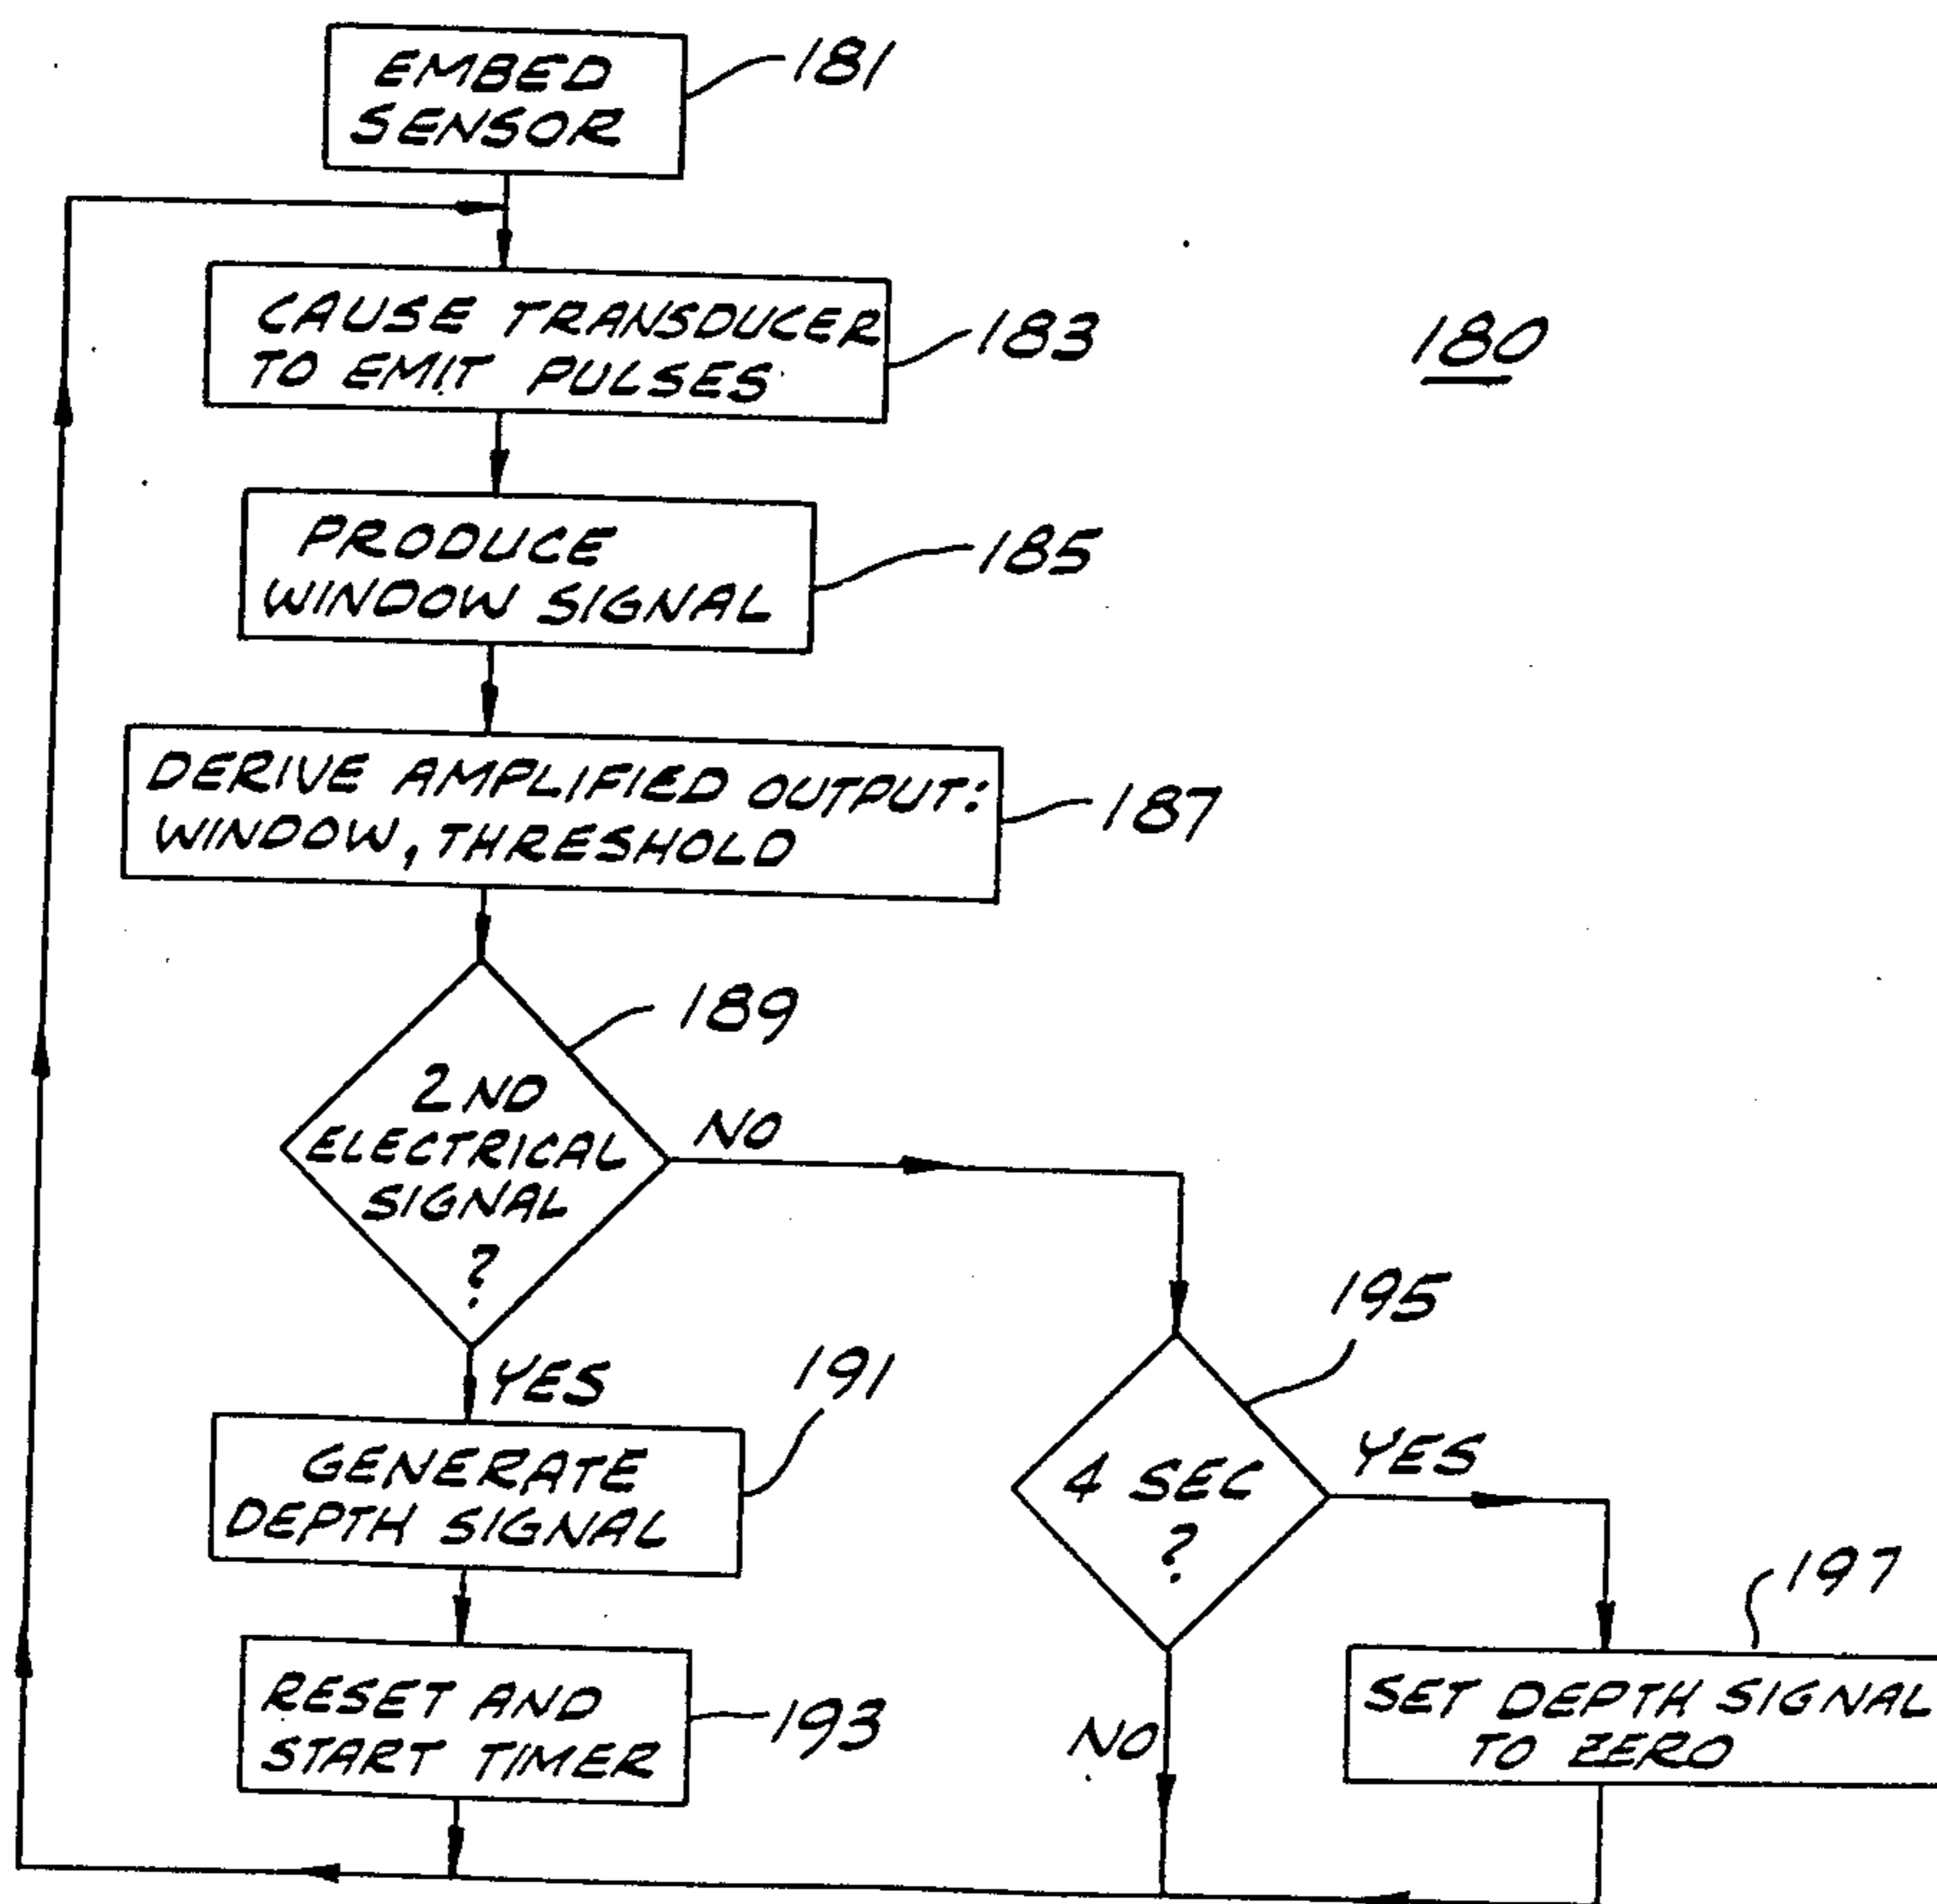 EMBED
SENSOR
181
CAUSE TRANSDUCER
TO EMIT PULSES
183
180
PRODUCE
WINDOW SIGNAL
185
DERIVE AMPLIFIED OUTPUT:
WINDOW, THRESHOLD
187
189
2ND
ELECTRICAL
SIGNAL
?
NO
YES
191
GENERATE
DEPTH SIGNAL
195
4 SEC
?
YES
NO
197
SET DEPTH SIGNAL
TO ZERO
RESET AND
START TIMER
193